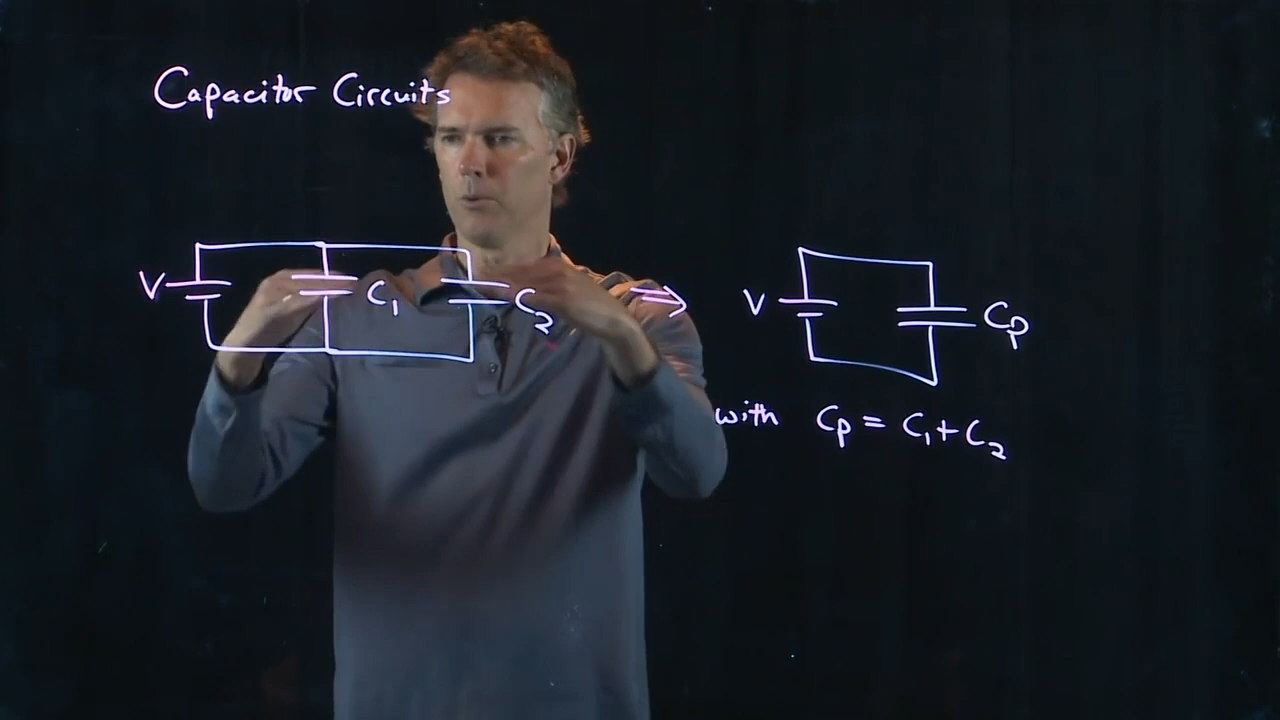 Capacitor Circuits
V C₁ C₂ ⇒ V Cₚ
with Cₚ = C₁ + C₂